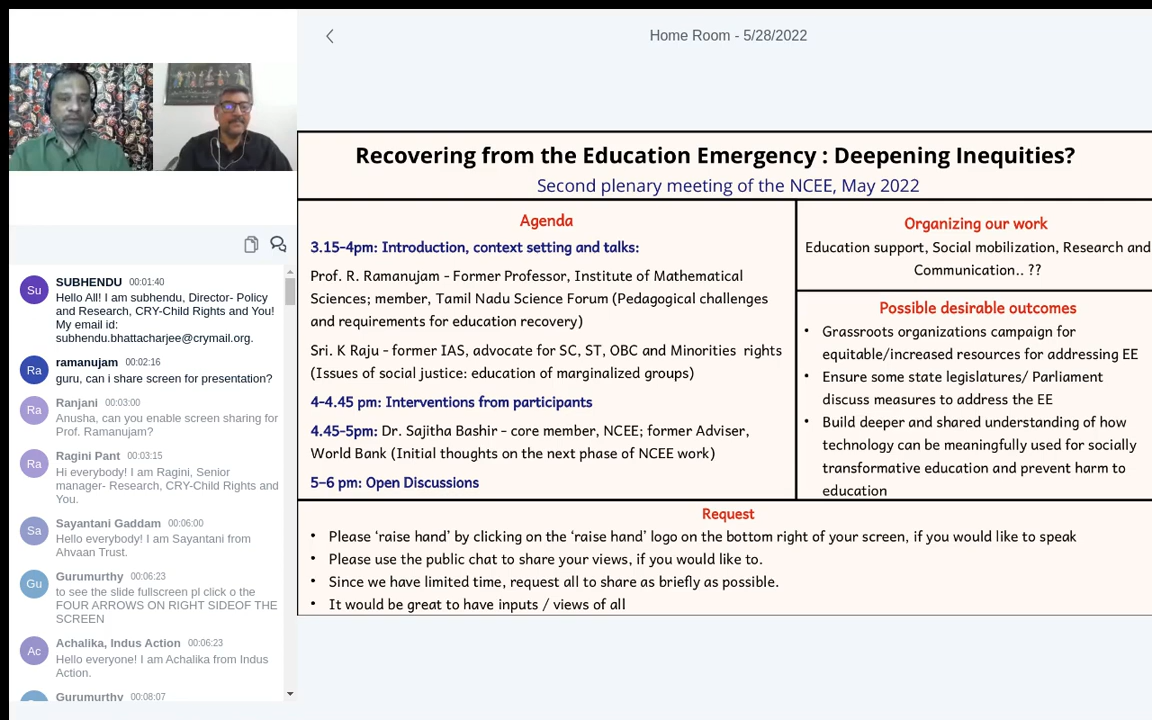 Home Room - 5/28/2022
SUBHENDU 00:01:40
Hello All! I am subhendu, Director- Policy
and Research, CRY-Child Rights and You!
My email id:
subhendu.bhattacharjee@crymail.org.
ramanujam 00:02:16
guru, can i share screen for presentation?
Ranjani 00:03:00
Anusha, can you enable screen sharing for
Prof. Ramanujam?
Ragini Pant 00:03:15
Hi everybody! I am Ragini, Senior
manager- Research, CRY-Child Rights and
You.
Sayantani Gaddam 00:06:00
Hello everybody! I am Sayantani from
Ahvaan Trust.
Gurumurthy 00:06:23
to see the slide fullscreen pl click o the
FOUR ARROWS ON RIGHT SIDEOF THE
SCREEN
Achalika, Indus Action 00:06:23
Hello everyone! I am Achalika from Indus
Action.
Gurumurthy 00:08:07
Su
Ra
Ra
Ra
Sa
Gu
Ac
Recovering from the Education Emergency : Deepening Inequities?
Second plenary meeting of the NCEE, May 2022
Agenda
3.15-4pm: Introduction, context setting and talks:
Prof. R. Ramanujam - Former Professor, Institute of Mathematical
Sciences; member, Tamil Nadu Science Forum (Pedagogical challenges
and requirements for education recovery)
Sri. K Raju - former IAS, advocate for SC, ST, OBC and Minorities rights
(Issues of social justice: education of marginalized groups)
4-4.45 pm: Interventions from participants
4.45-5pm: Dr. Sajitha Bashir - core member, NCEE; former Adviser,
World Bank (Initial thoughts on the next phase of NCEE work)
5-6 pm: Open Discussions
Organizing our work
Education support, Social mobilization, Research and
Communication.. ??
Possible desirable outcomes
• Grassroots organizations campaign for
equitable/increased resources for addressing EE
• Ensure some state legislatures/ Parliament
discuss measures to address the EE
• Build deeper and shared understanding of how
technology can be meaningfully used for socially
transformative education and prevent harm to
education
Request
• Please ‘raise hand’ by clicking on the ‘raise hand’ logo on the bottom right of your screen, if you would like to speak
• Please use the public chat to share your views, if you would like to.
• Since we have limited time, request all to share as briefly as possible.
• It would be great to have inputs / views of all